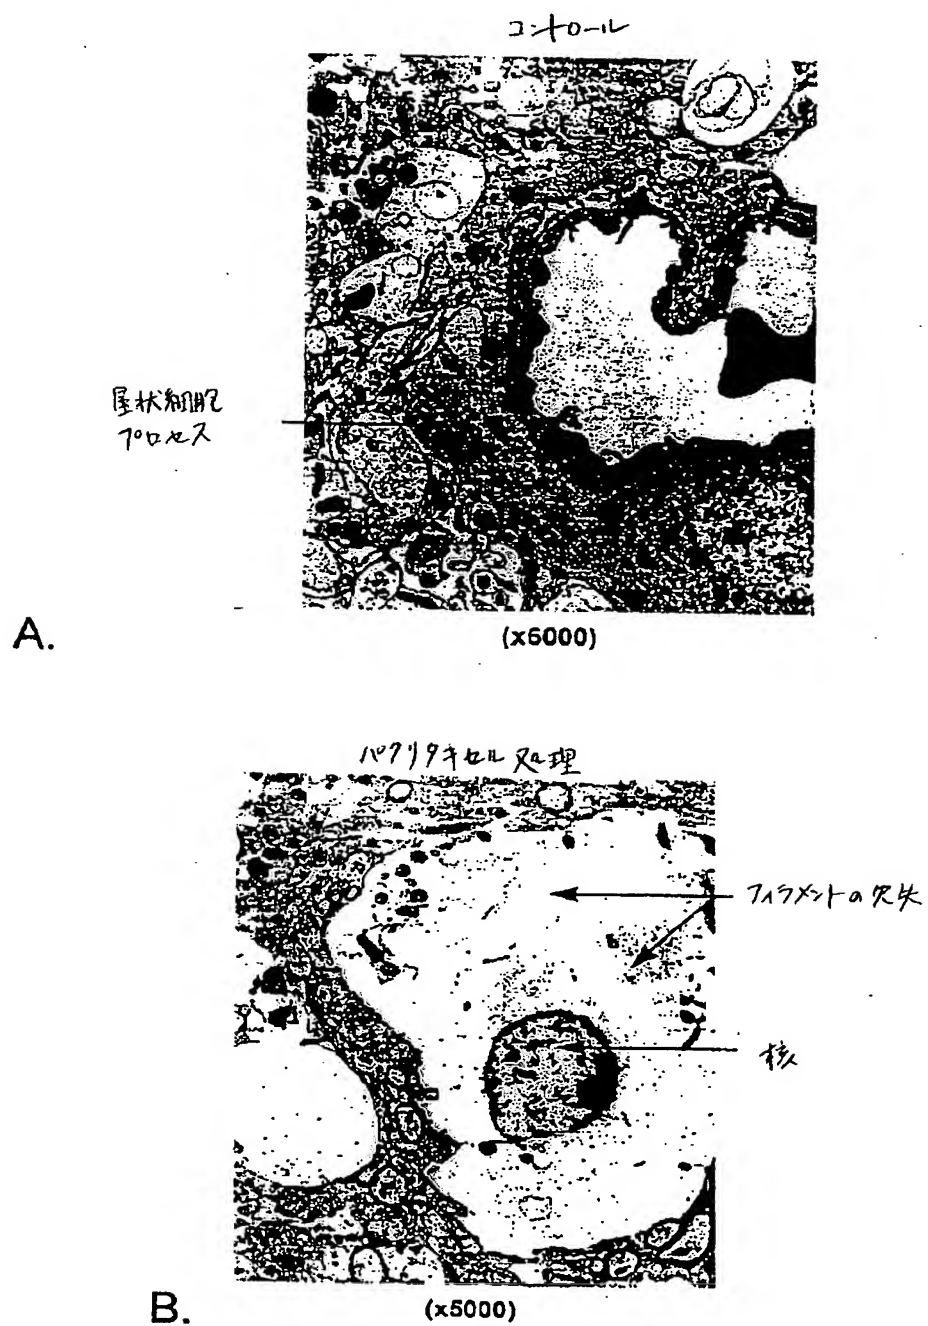 コントロール
星状細胞
プロセス
(x6000)
A.
パクリタキセル処理
フィラメントの欠失
核
(x5000)
B.